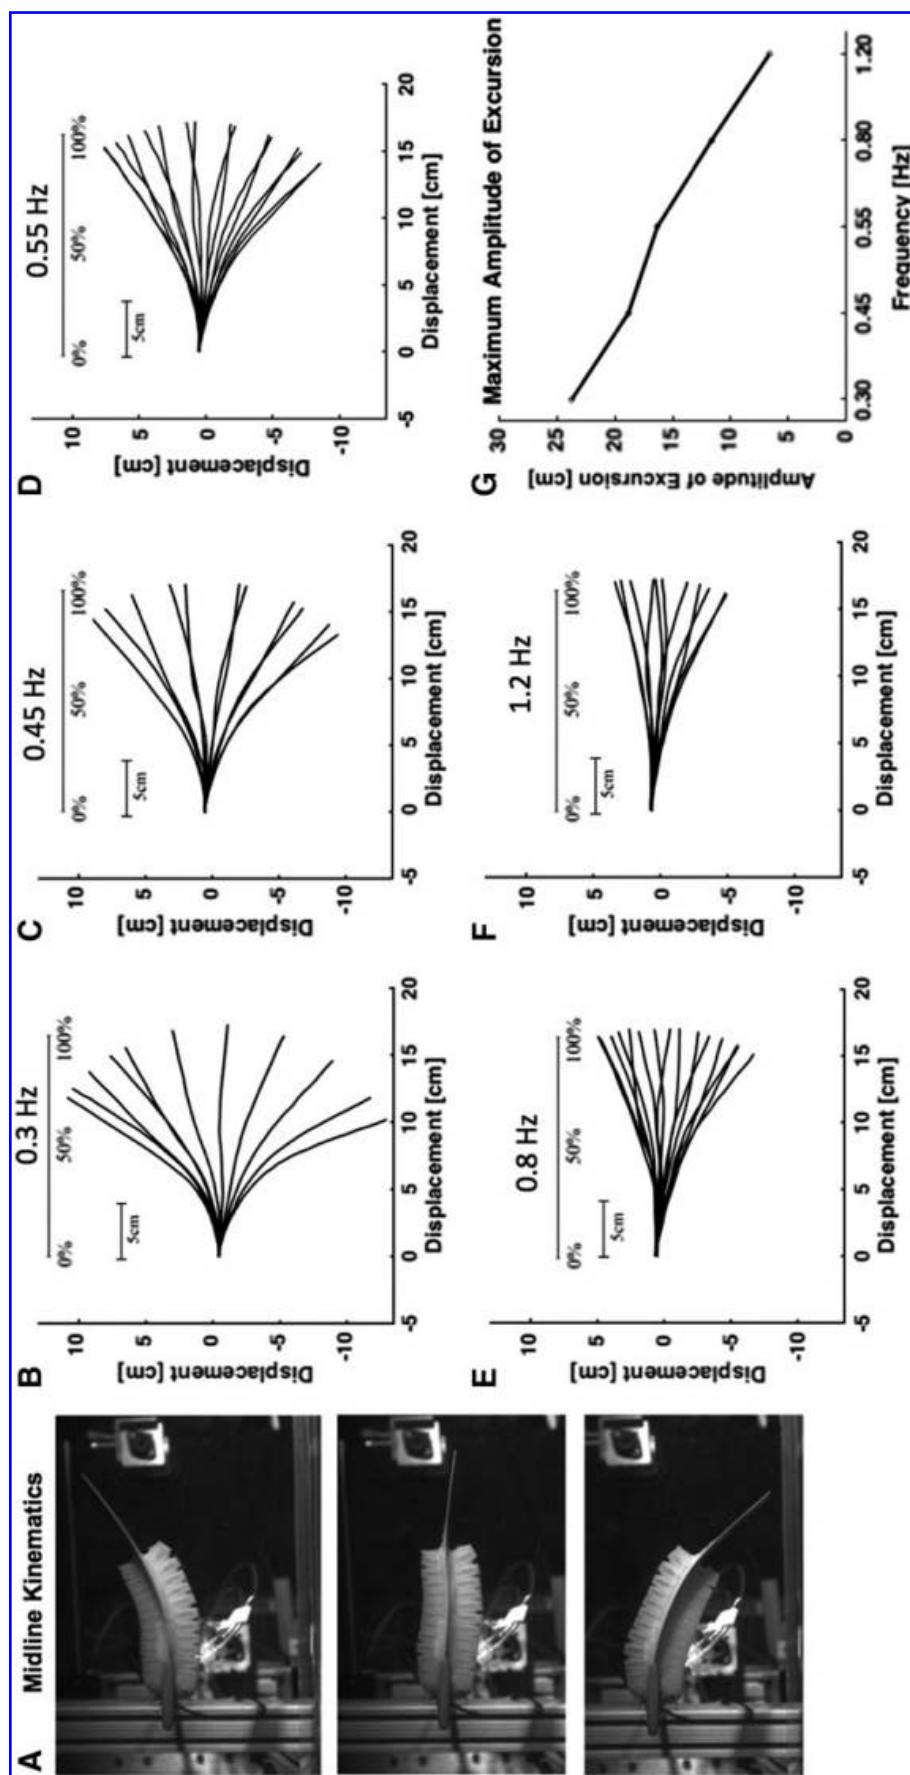 A Midline Kinematics
B
0.3 Hz
0% 50% 100%
5cm
10
5
0
-5
-10
Displacement [cm]
-5 0 5 10 15 20
Displacement [cm]
C
0.45 Hz
0% 50% 100%
5cm
10
5
0
-5
-10
Displacement [cm]
-5 0 5 10 15 20
Displacement [cm]
D
0.55 Hz
0% 50% 100%
5cm
10
5
0
-5
-10
Displacement [cm]
-5 0 5 10 15 20
Displacement [cm]
E
0.8 Hz
0% 50% 100%
5cm
10
5
0
-5
-10
Displacement [cm]
-5 0 5 10 15 20
Displacement [cm]
F
1.2 Hz
0% 50% 100%
5cm
10
5
0
-5
-10
Displacement [cm]
-5 0 5 10 15 20
Displacement [cm]
G
Maximum Amplitude of Excursion
30
25
20
15
10
5
0
Amplitude of Excursion [cm]
0.30 0.45 0.55 0.80 1.20
Frequency [Hz]